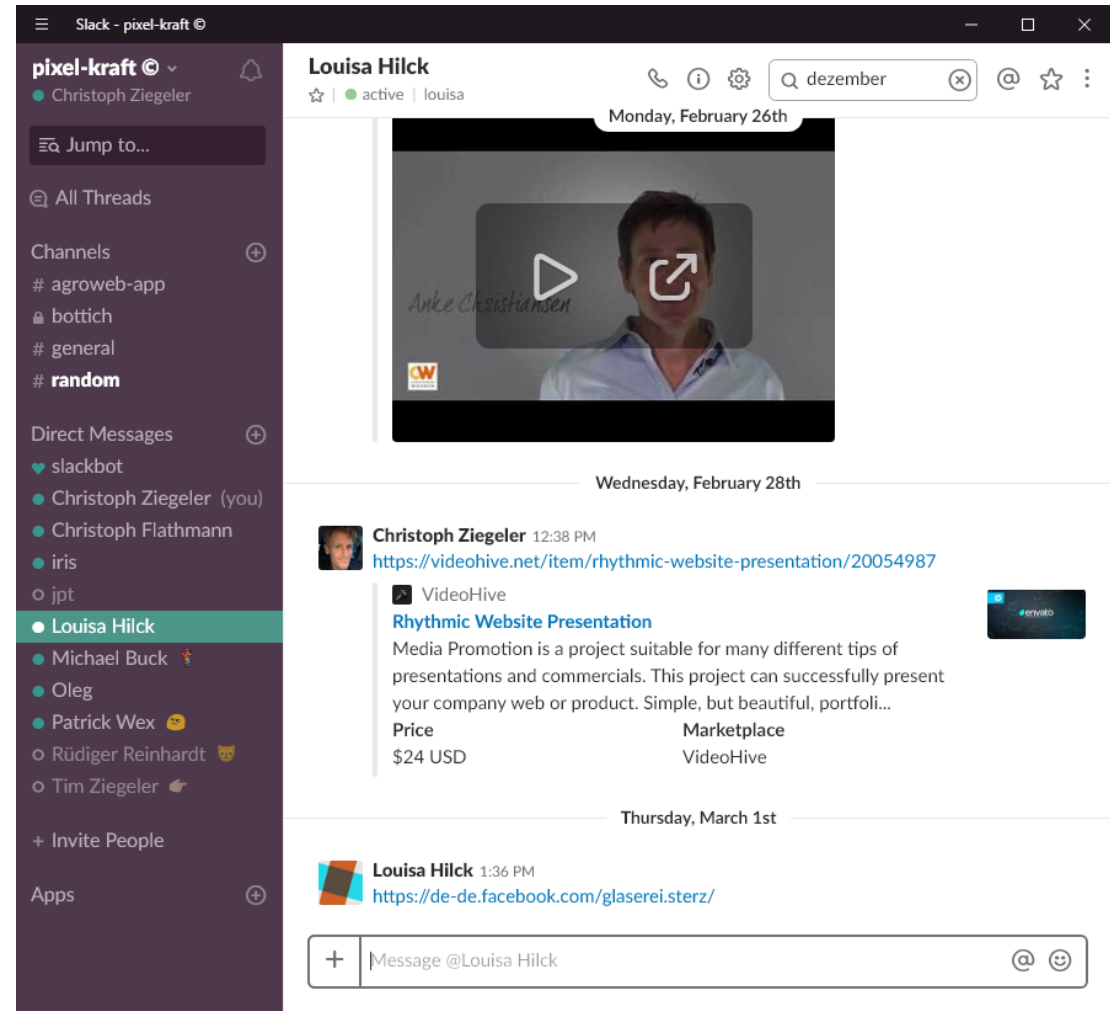 Slack - pixel-kraft ©
pixel-kraft ©
Christoph Ziegeler
Jump to...
All Threads
Channels
# agroweb-app
bottich
# general
# random
Direct Messages
slackbot
Christoph Ziegeler (you)
Christoph Flathmann
iris
jpt
Louisa Hilck
Michael Buck
Oleg
Patrick Wex
Rüdiger Reinhardt
Tim Ziegeler
+ Invite People
Apps
Louisa Hilck
active | louisa
dezember
Monday, February 26th
Anke Christiansen
CW
Wednesday, February 28th
Christoph Ziegeler 12:38 PM
https://videohive.net/item/rhythmic-website-presentation/20054987
VideoHive
Rhythmic Website Presentation
Media Promotion is a project suitable for many different tips of
presentations and commercials. This project can successfully present
your company web or product. Simple, but beautiful, portfoli...
Price Marketplace
$24 USD VideoHive
envato
Thursday, March 1st
Louisa Hilck 1:36 PM
https://de-de.facebook.com/glaserei.sterz/
Message @Louisa Hilck